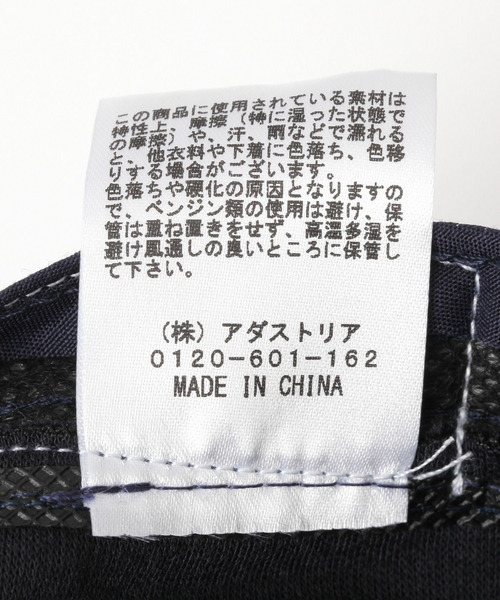 この商品に使用されている素材は
特性上、摩擦(特に湿った状態で
の摩擦)や、汗、雨などで濡れる
と、他衣料や下着に色落ち、色移
りする場合がございます。
色落ちや硬化の原因となりますの
で、ベンジン類の使用は避け、保
管は重ね置きをせず、高温多湿を
避け風通しの良いところに保管し
て下さい。
(株)アダストリア
0120-601-162
MADE IN CHINA